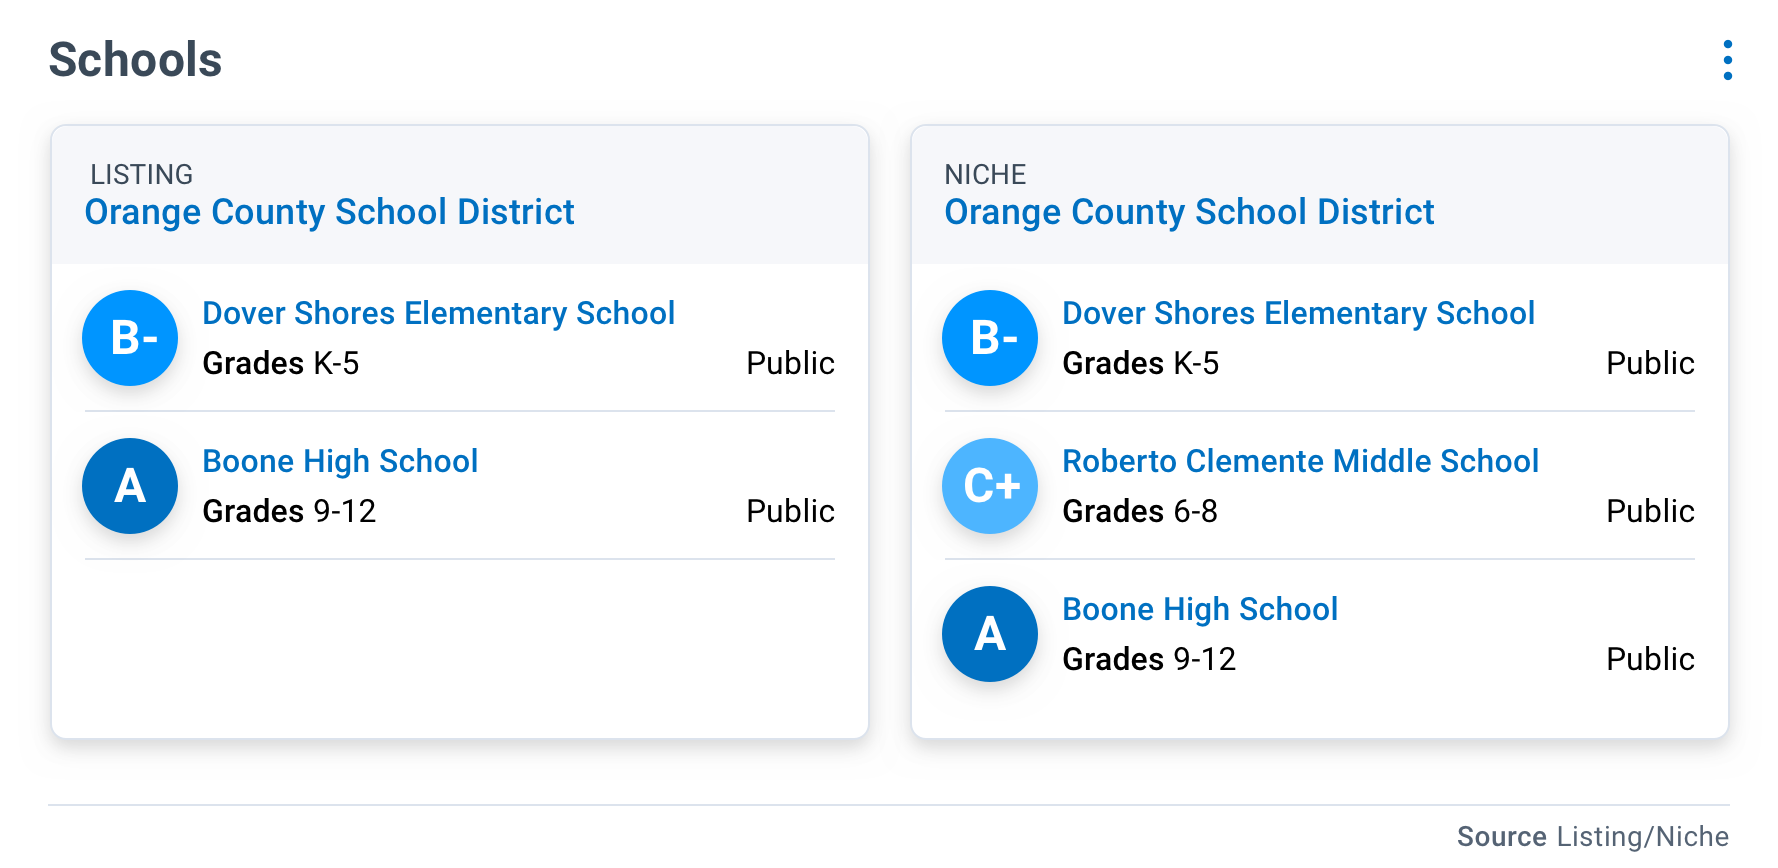 Schools
LISTING
Orange County School District
B-
Dover Shores Elementary School
Grades K-5
Public
A
Boone High School
Grades 9-12
Public
NICHE
Orange County School District
B-
Dover Shores Elementary School
Grades K-5
Public
C+
Roberto Clemente Middle School
Grades 6-8
Public
A
Boone High School
Grades 9-12
Public
Source Listing/Niche